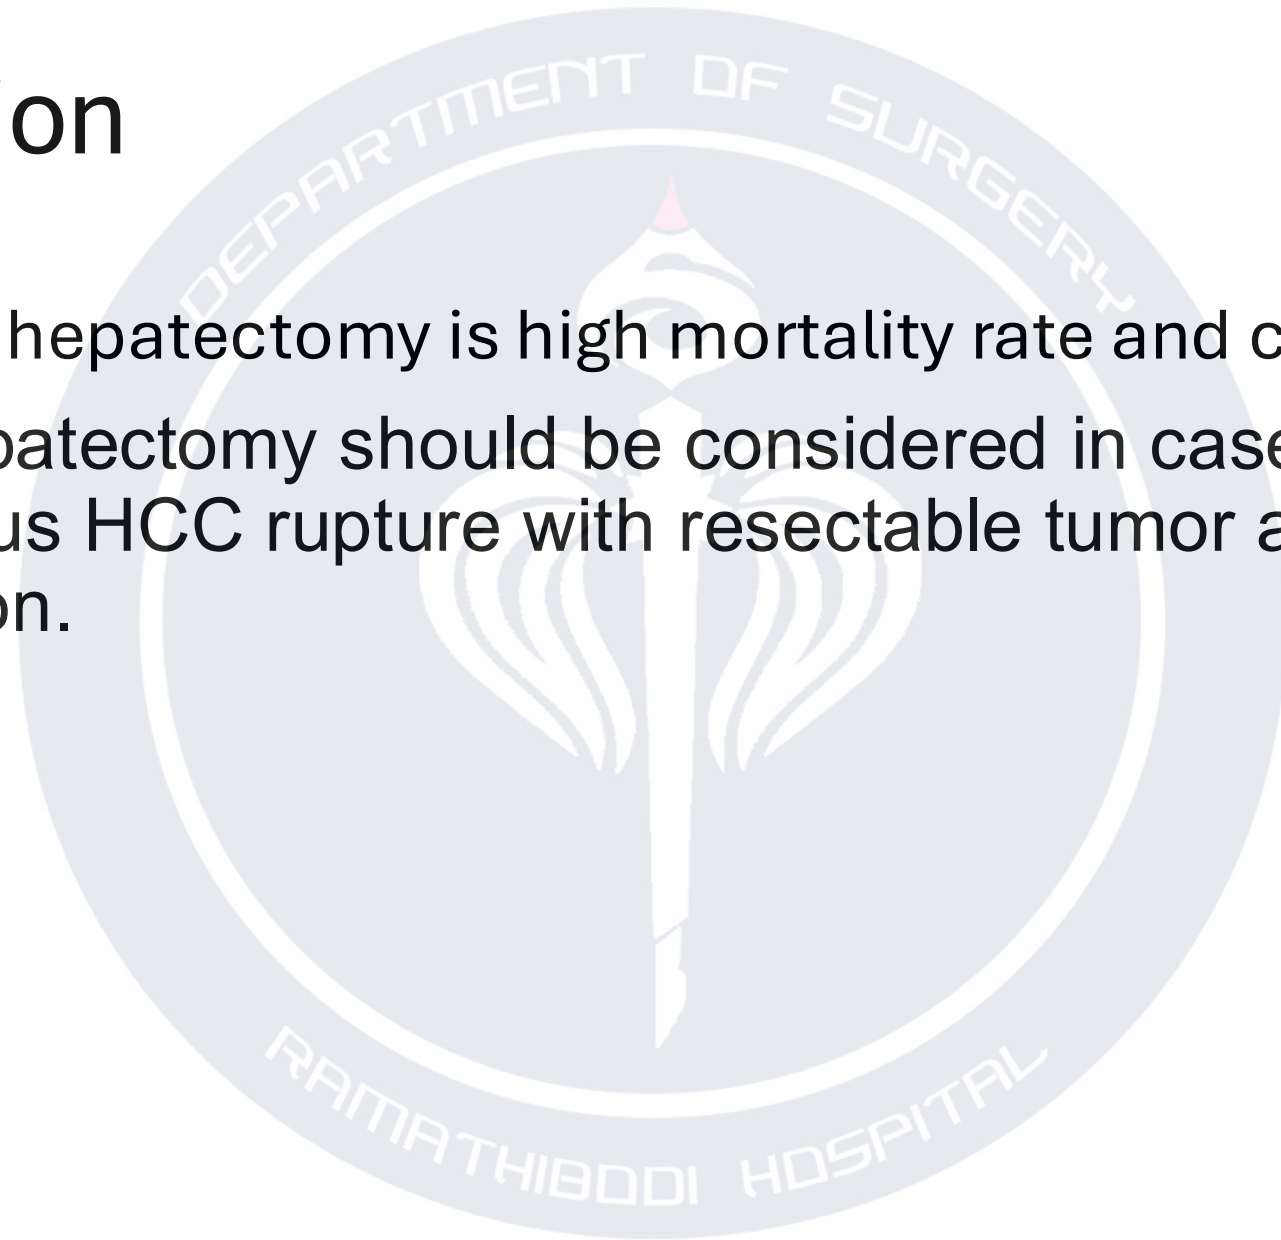 ion
hepatectomy is high mortality rate and c
patectomy should be considered in case
us HCC rupture with resectable tumor a
on.
DEPARTMENT OF SURGERY
RAMATHIBODI HOSPITAL